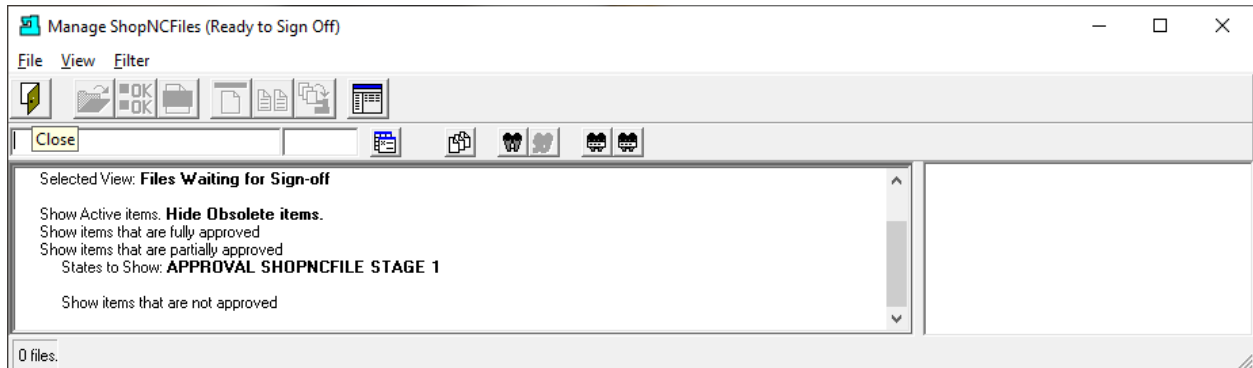 Manage ShopNCFiles (Ready to Sign Off)
File View Filter
OK
OK
Close
Selected View: Files Waiting for Sign-off
Show Active items. Hide Obsolete items.
Show items that are fully approved
Show items that are partially approved
States to Show: APPROVAL SHOPNCFILE STAGE 1
Show items that are not approved
0 files.